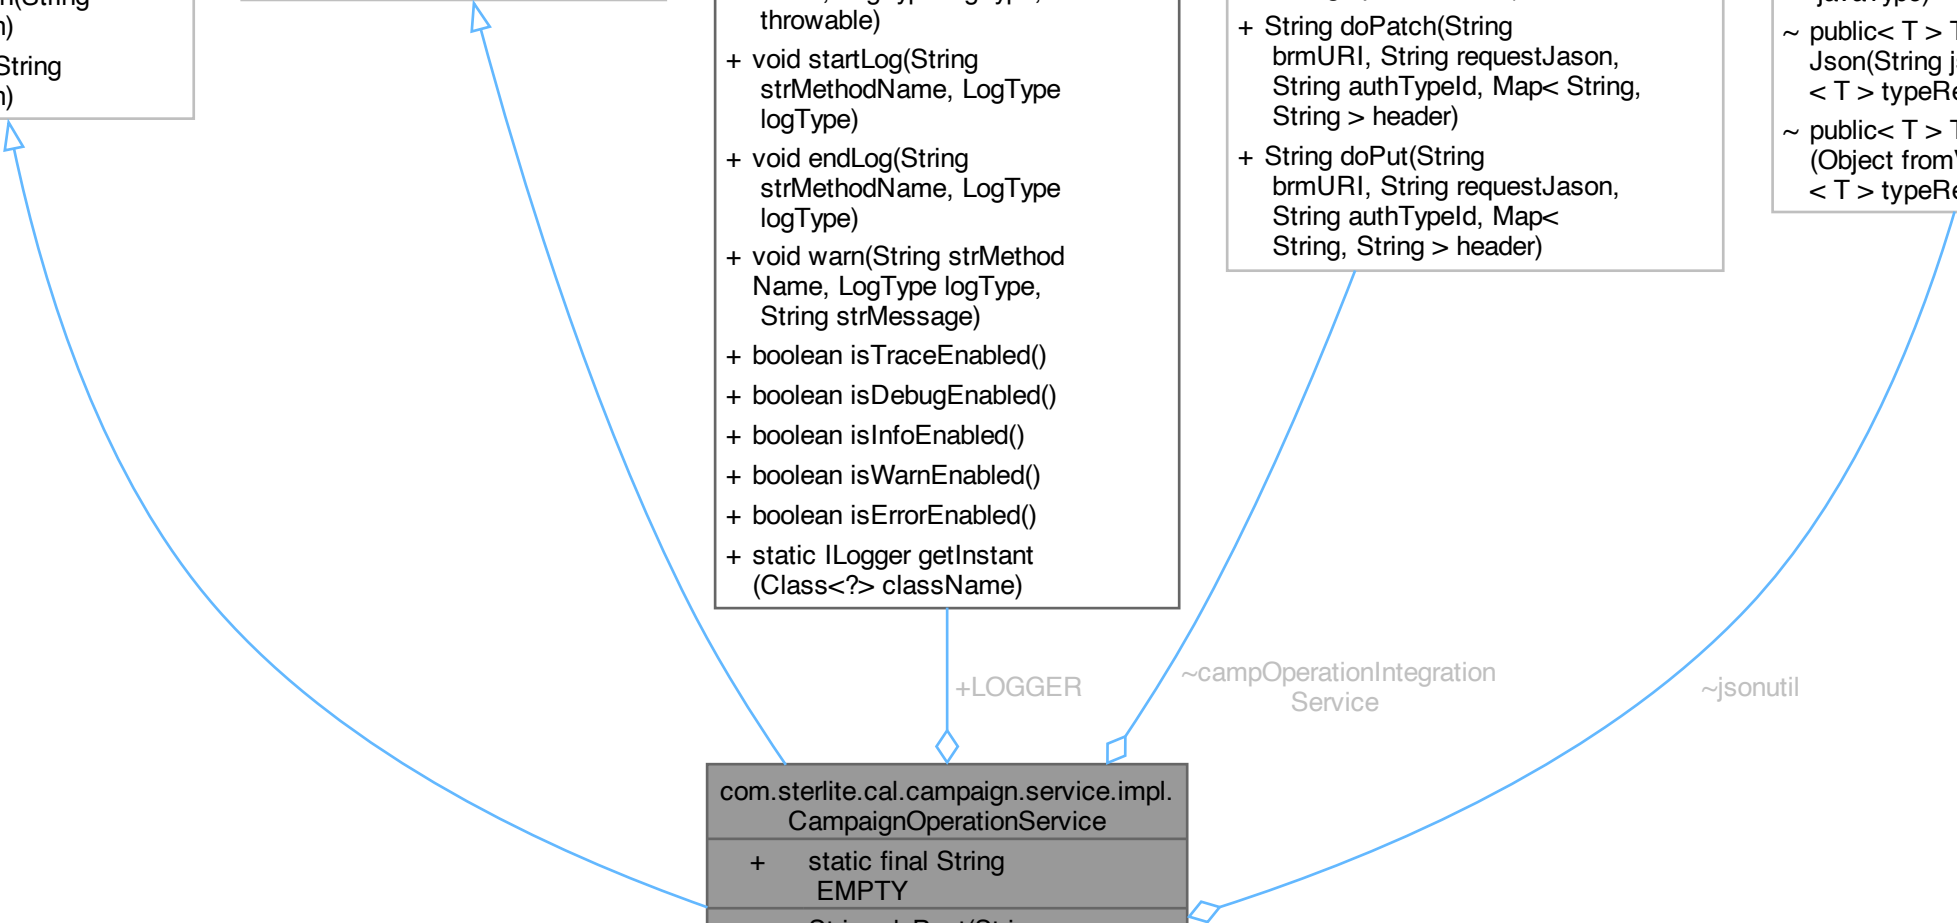 String
throwable)
+ void startLog(String
strMethodName, LogType
logType)
+ void endLog(String
strMethodName, LogType
logType)
+ void warn(String strMethod
Name, LogType logType,
String strMessage)
+ boolean isTraceEnabled()
+ boolean isDebugEnabled()
+ boolean isInfoEnabled()
+ boolean isWarnEnabled()
+ boolean isErrorEnabled()
+ static ILogger getInstant
(Class<?> className)
+ String doPatch(String
brmURI, String requestJason,
String authTypeId, Map< String,
String > header)
+ String doPut(String
brmURI, String requestJason,
String authTypeId, Map<
String, String > header)
~ public< T >
Json(String
< T >
~ public< T >
(Object
< T >
+LOGGER
~campOperationIntegration
Service
~jsonutil
com.sterlite.cal.campaign.service.impl.
CampaignOperationService
+ static final String
EMPTY